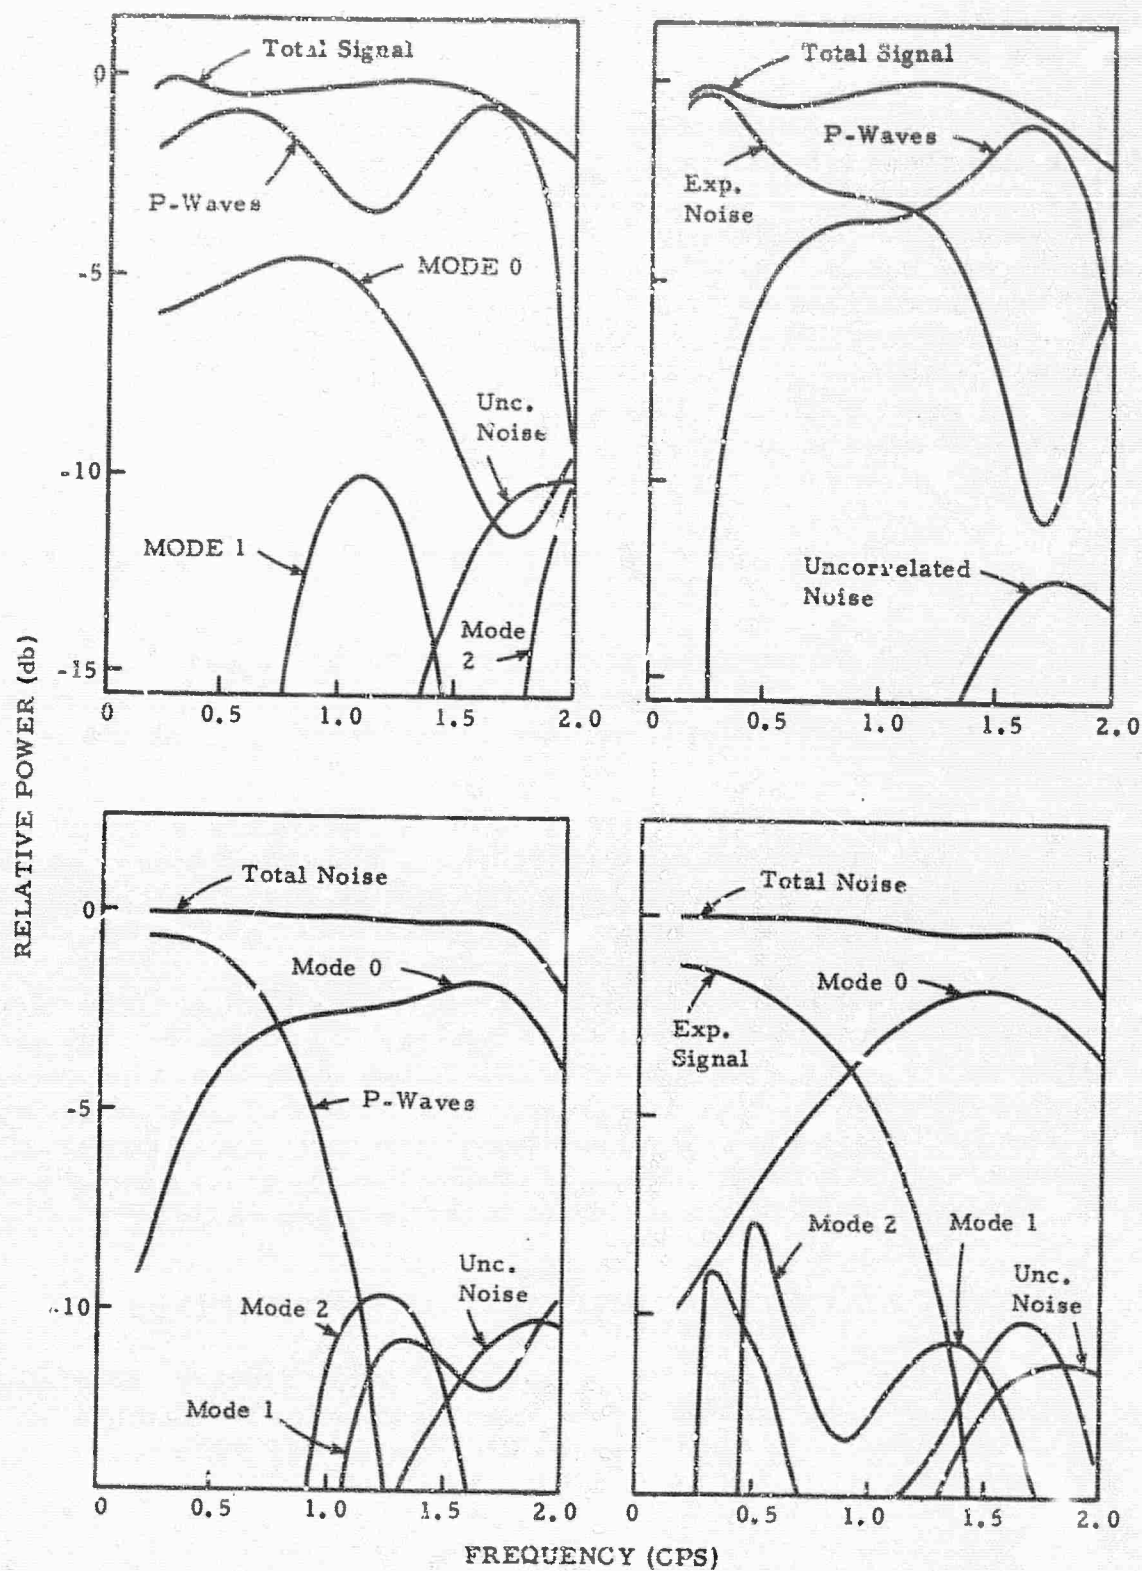 Total Signal
0
P-Waves
-5
MODE 0
Unc.
Noise
-10
MODE 1
Mode
2
-15
0
0.5
1.0
1.5
2.0
Total Signal
P-Waves
Exp.
Noise
Uncorrelated
Noise
0
0.5
1.0
1.5
2.0
RELATIVE POWER (db)
Total Noise
0
Mode 0
-5
P-Waves
Unc.
Noise
-10
Mode 2
Mode 1
0
0.5
1.0
1.5
2.0
Total Noise
Mode 0
Exp.
Signal
Mode 2
Mode 1
Unc.
Noise
0
0.5
1.0
1.5
2.0
FREQUENCY (CPS)